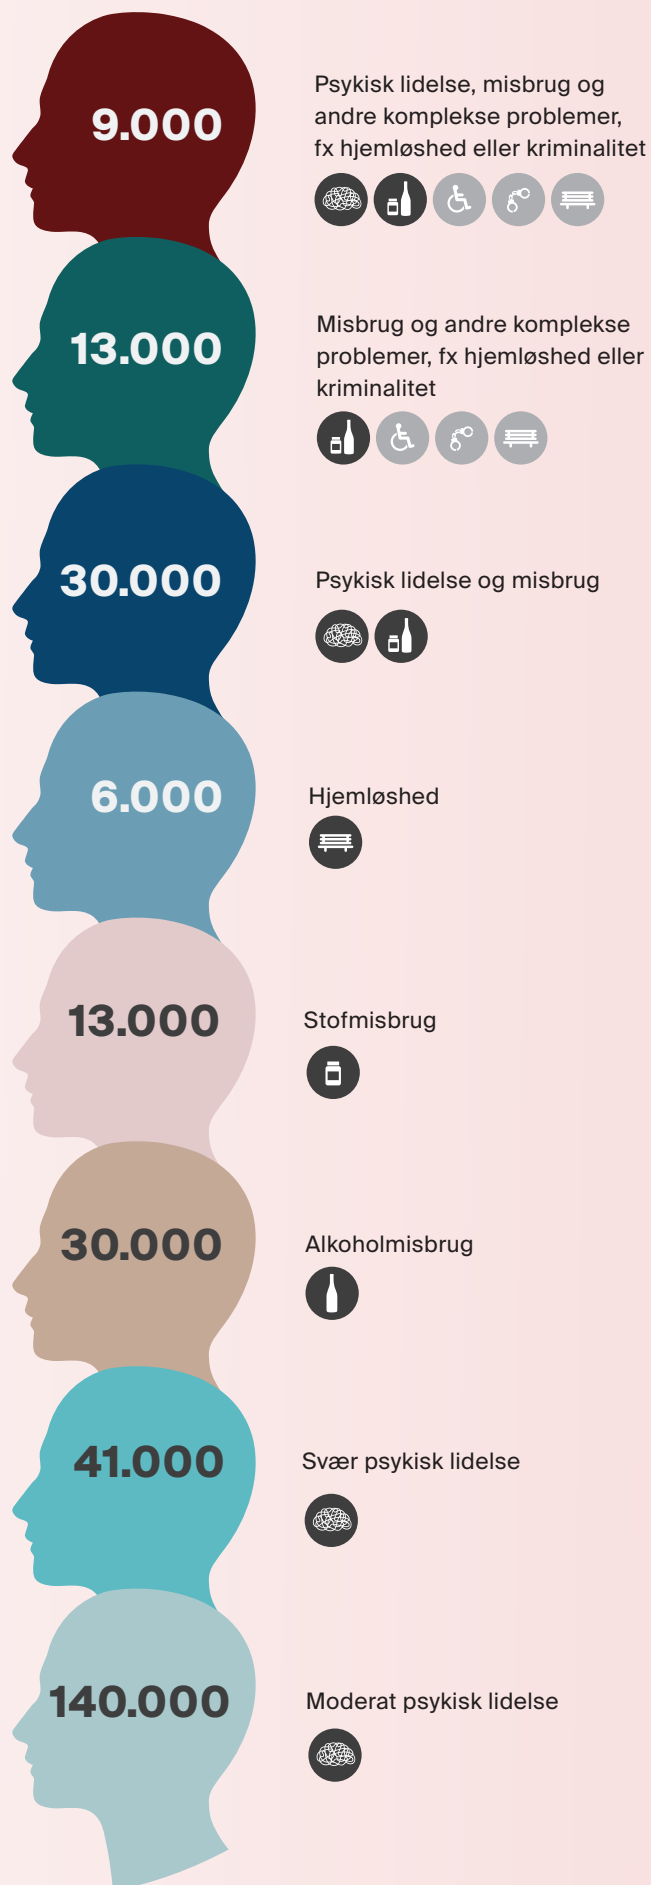 9.000
Psykisk lidelse, misbrug og
andre komplekse problemer,
fx hjemløshed eller kriminalitet
13.000
Misbrug og andre komplekse
problemer, fx hjemløshed eller
kriminalitet
30.000
Psykisk lidelse og misbrug
6.000
Hjemløshed
13.000
Stofmisbrug
30.000
Alkoholmisbrug
41.000
Svær psykisk lidelse
140.000
Moderat psykisk lidelse